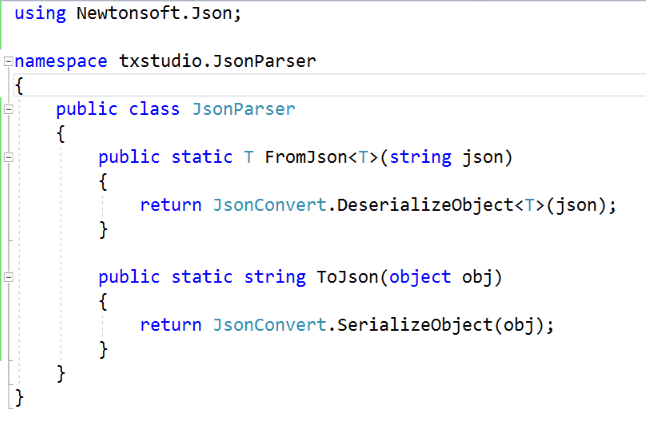 using Newtonsoft.Json;
namespace txstudio.JsonParser
{
    public class JsonParser
    {
        public static T FromJson<T>(string json)
        {
            return JsonConvert.DeserializeObject<T>(json);
        }

        public static string ToJson(object obj)
        {
            return JsonConvert.SerializeObject(obj);
        }
    }
}